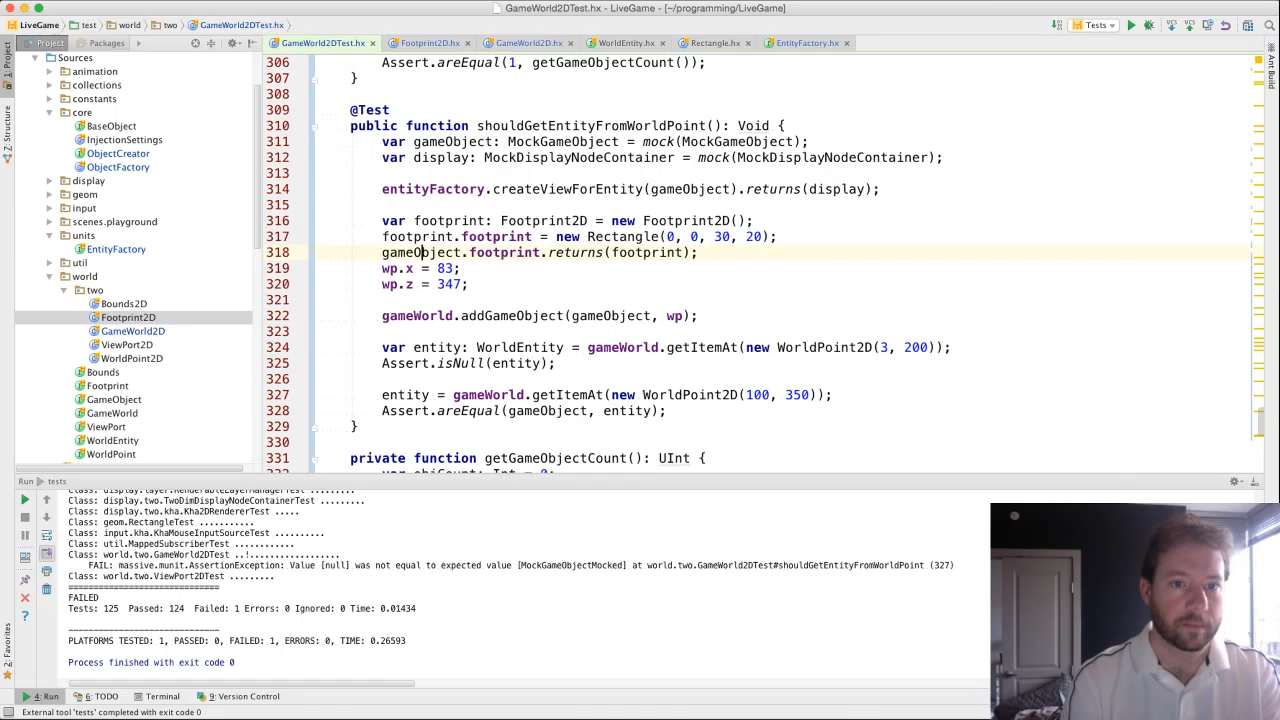 GameWorld2DTest.hx - [~/programming/LiveGame]
LiveGame test world two GameWorld2DTest.hx Tests
Project Packages
GameWorld2DTest.hx Footprint2D.hx GameWorld2D.hx WorldEntity.hx Rectangle.hx EntityFactory.hx
1: Project
7: Structure
2: Favorites
Ant Build
Sources
animation
collections
constants
core
BaseObject
InjectionSettings
ObjectCreator
ObjectFactory
display
geom
input
scenes.playground
units
EntityFactory
util
world
two
Bounds2D
Footprint2D
GameWorld2D
ViewPort2D
WorldPoint2D
Bounds
Footprint
GameObject
GameWorld
ViewPort
WorldEntity
WorldPoint
306 Assert.areEqual(1, getGameObjectCount());
307 }
308
309 @Test
310 public function shouldGetEntityFromWorldPoint(): Void {
311 var gameObject: MockGameObject = mock(MockGameObject);
312 var display: MockDisplayNodeContainer = mock(MockDisplayNodeContainer);
313
314 entityFactory.createViewForEntity(gameObject).returns(display);
315
316 var footprint: Footprint2D = new Footprint2D();
317 footprint.footprint = new Rectangle(0, 0, 30, 20);
318 gameObject.footprint.returns(footprint);
319 wp.x = 83;
320 wp.z = 347;
321
322 gameWorld.addGameObject(gameObject, wp);
323
324 var entity: WorldEntity = gameWorld.getItemAt(new WorldPoint2D(3, 200));
325 Assert.isNull(entity);
326
327 entity = gameWorld.getItemAt(new WorldPoint2D(100, 350));
328 Assert.areEqual(gameObject, entity);
329 }
330
331 private function getGameObjectCount(): UInt {
Run tests
Class: display.two.TwoDimDisplayNodeContainerTest .........
Class: display.two.kha.Kha2DRendererTest .....
Class: geom.RectangleTest ...........
Class: input.kha.KhaMouseInputSourceTest ............
Class: util.MappedSubscriberTest ............
Class: world.two.GameWorld2DTest ..!.................
FAIL: massive.munit.AssertionException: Value [null] was not equal to expected value [MockGameObjectMocked] at world.two.GameWorld2DTest#shouldGetEntityFromWorldPoint (327)
Class: world.two.ViewPort2DTest .........
==============================
FAILED
Tests: 125 Passed: 124 Failed: 1 Errors: 0 Ignored: 0 Time: 0.01434
------------------------------
PLATFORMS TESTED: 1, PASSED: 0, FAILED: 1, ERRORS: 0, TIME: 0.26593
Process finished with exit code 0
4: Run 6: TODO Terminal 9: Version Control
External tool 'tests' completed with exit code 0